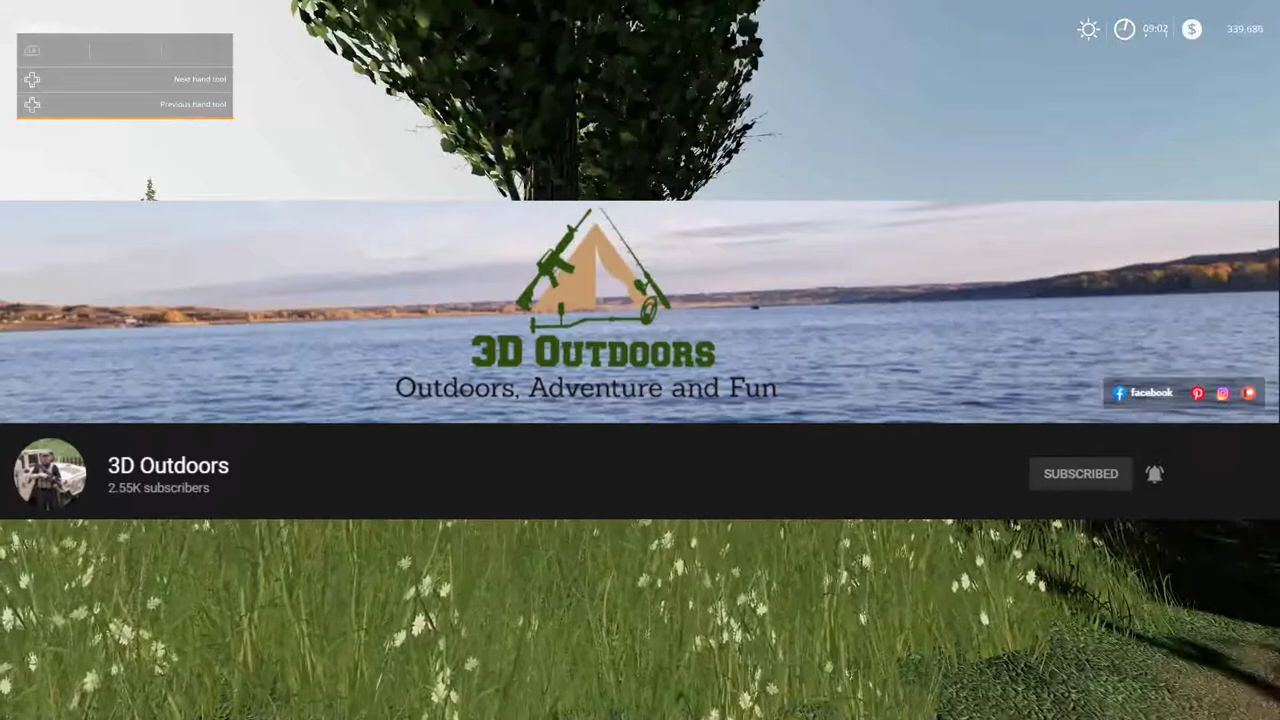 09:02
339,686
Next hand tool
Previous hand tool
3D OUTDOORS
Outdoors, Adventure and Fun
facebook
3D Outdoors
2.55K subscribers
SUBSCRIBED